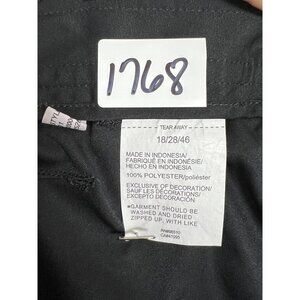 1768
TEAR AWAY
18/28/46
MADE IN INDONESIA/
FABRIQUÉ EN INDONÉSIE/
HECHO EN INDONESIA
100% POLYESTER/poliéster
EXCLUSIVE OF DECORATION/
SAUF LES DÉCORATIONS/
EXCEPTO DECORACIÓN
*GARMENT SHOULD BE
WASHED AND DRIED
ZIPPED UP, WITH LIKE